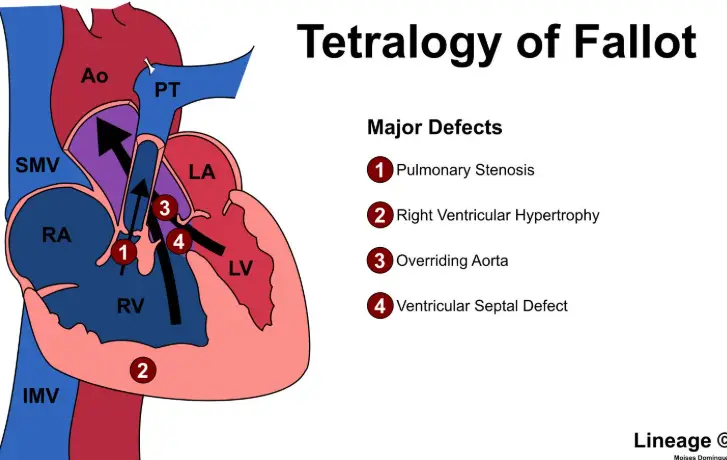 Tetralogy of Fallot
Ao
PT
Major Defects
SMV
LA
1 Pulmonary Stenosis
3
2 Right Ventricular Hypertrophy
RA
4
1
3 Overriding Aorta
LV
RV
4 Ventricular Septal Defect
2
IMV
Lineage ©
Moises